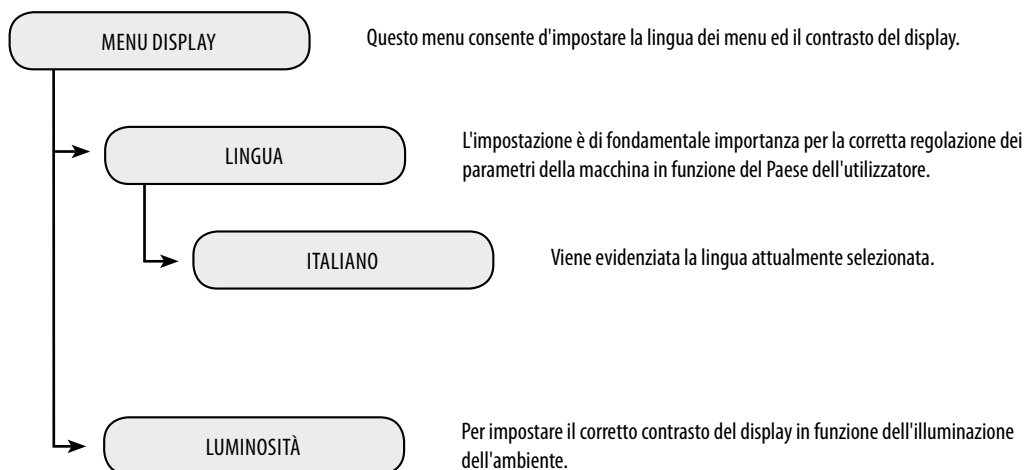 MENU DISPLAY
Questo menu consente d'impostare la lingua dei menu ed il contrasto del display.
LINGUA
L'impostazione è di fondamentale importanza per la corretta regolazione dei
parametri della macchina in funzione del Paese dell'utilizzatore.
ITALIANO
Viene evidenziata la lingua attualmente selezionata.
LUMINOSITÀ
Per impostare il corretto contrasto del display in funzione dell'illuminazione
dell'ambiente.